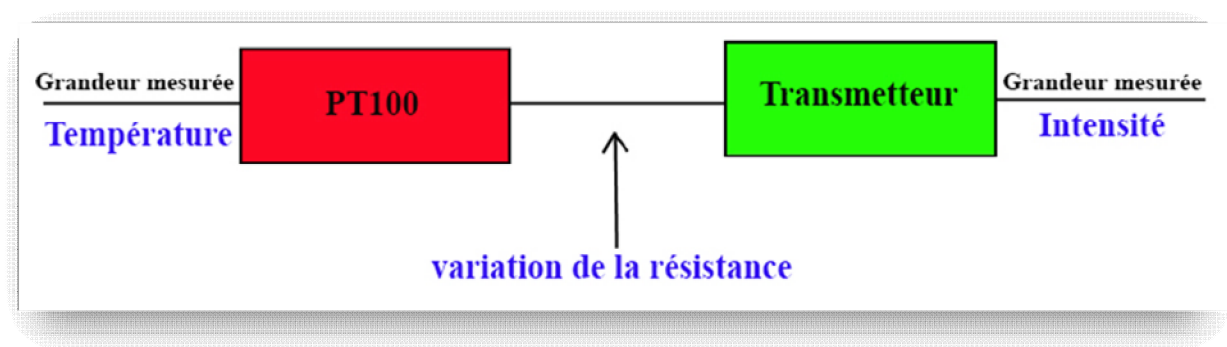 Grandeur mesurée
Température
PT100
Transmetteur
Grandeur mesurée
Intensité
variation de la résistance